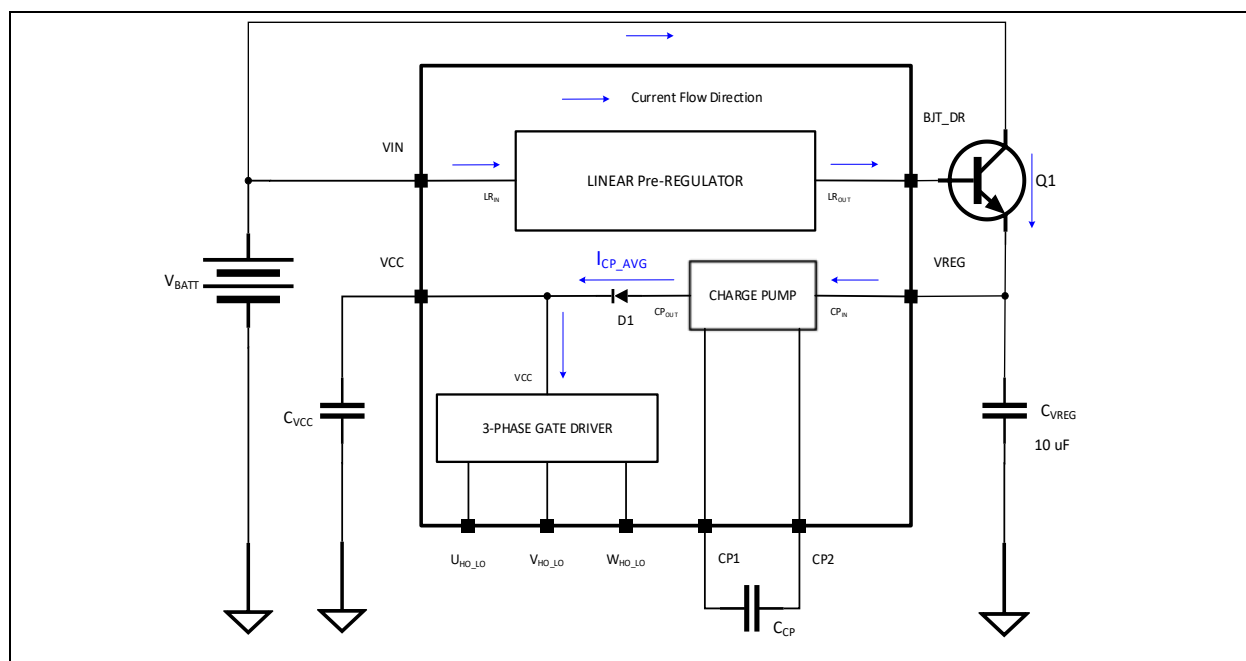 Current Flow Direction
BJT_DR
VIN
LINEAR Pre-REGULATOR
LRIN
LROUT
Q1
VBATT
VCC
ICP_AVG
VREG
CHARGE PUMP
CPOUT
CPIN
D1
VCC
CVCC
3-PHASE GATE DRIVER
CVREG
10 uF
UHO_LO
VHO_LO
WHO_LO
CP1
CP2
CCP